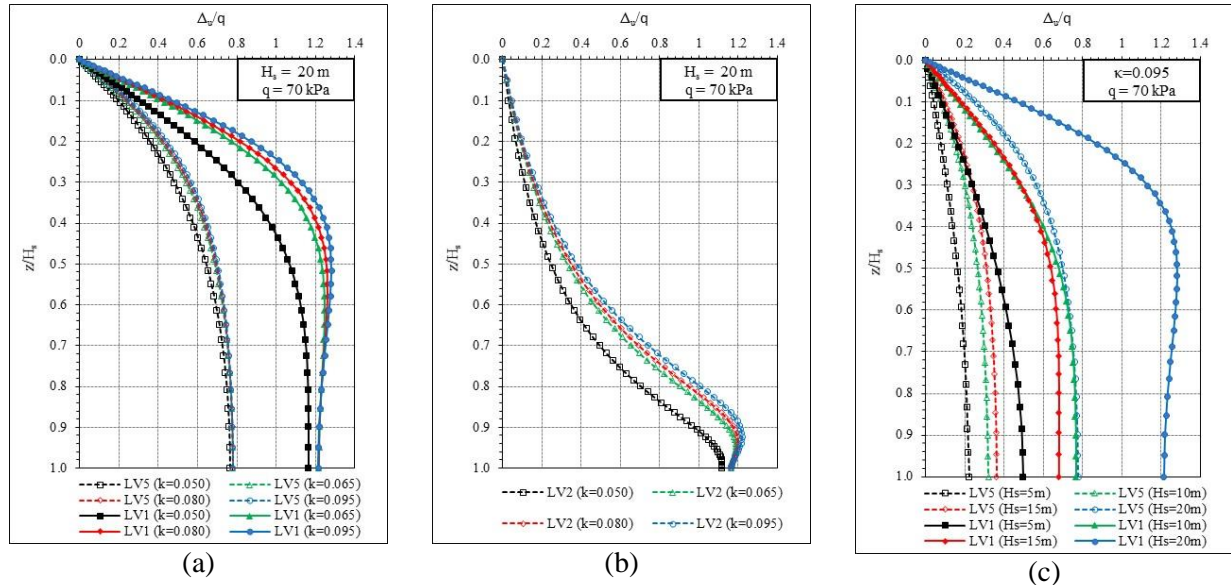 Δu/q
0 0.2 0.4 0.6 0.8 1 1.2 1.4
Hs = 20 m
q = 70 kPa
z/Hs
0.0
0.1
0.2
0.3
0.4
0.5
0.6
0.7
0.8
0.9
1.0
LV5 (k=0.050) LV5 (k=0.065)
LV5 (k=0.080) LV5 (k=0.095)
LV1 (k=0.050) LV1 (k=0.065)
LV1 (k=0.080) LV1 (k=0.095)
(a)
Δu/q
0 0.2 0.4 0.6 0.8 1 1.2 1.4
Hs = 20 m
q = 70 kPa
z/Hs
0.0
0.1
0.2
0.3
0.4
0.5
0.6
0.7
0.8
0.9
1.0
LV2 (k=0.050) LV2 (k=0.065)
LV2 (k=0.080) LV2 (k=0.095)
(b)
Δu/q
0 0.2 0.4 0.6 0.8 1 1.2 1.4
κ=0.095
q = 70 kPa
z/Hs
0.0
0.1
0.2
0.3
0.4
0.5
0.6
0.7
0.8
0.9
1.0
LV5 (Hs=5m) LV5 (Hs=10m)
LV5 (Hs=15m) LV5 (Hs=20m)
LV1 (Hs=5m) LV1 (Hs=10m)
LV1 (Hs=15m) LV1 (Hs=20m)
(c)